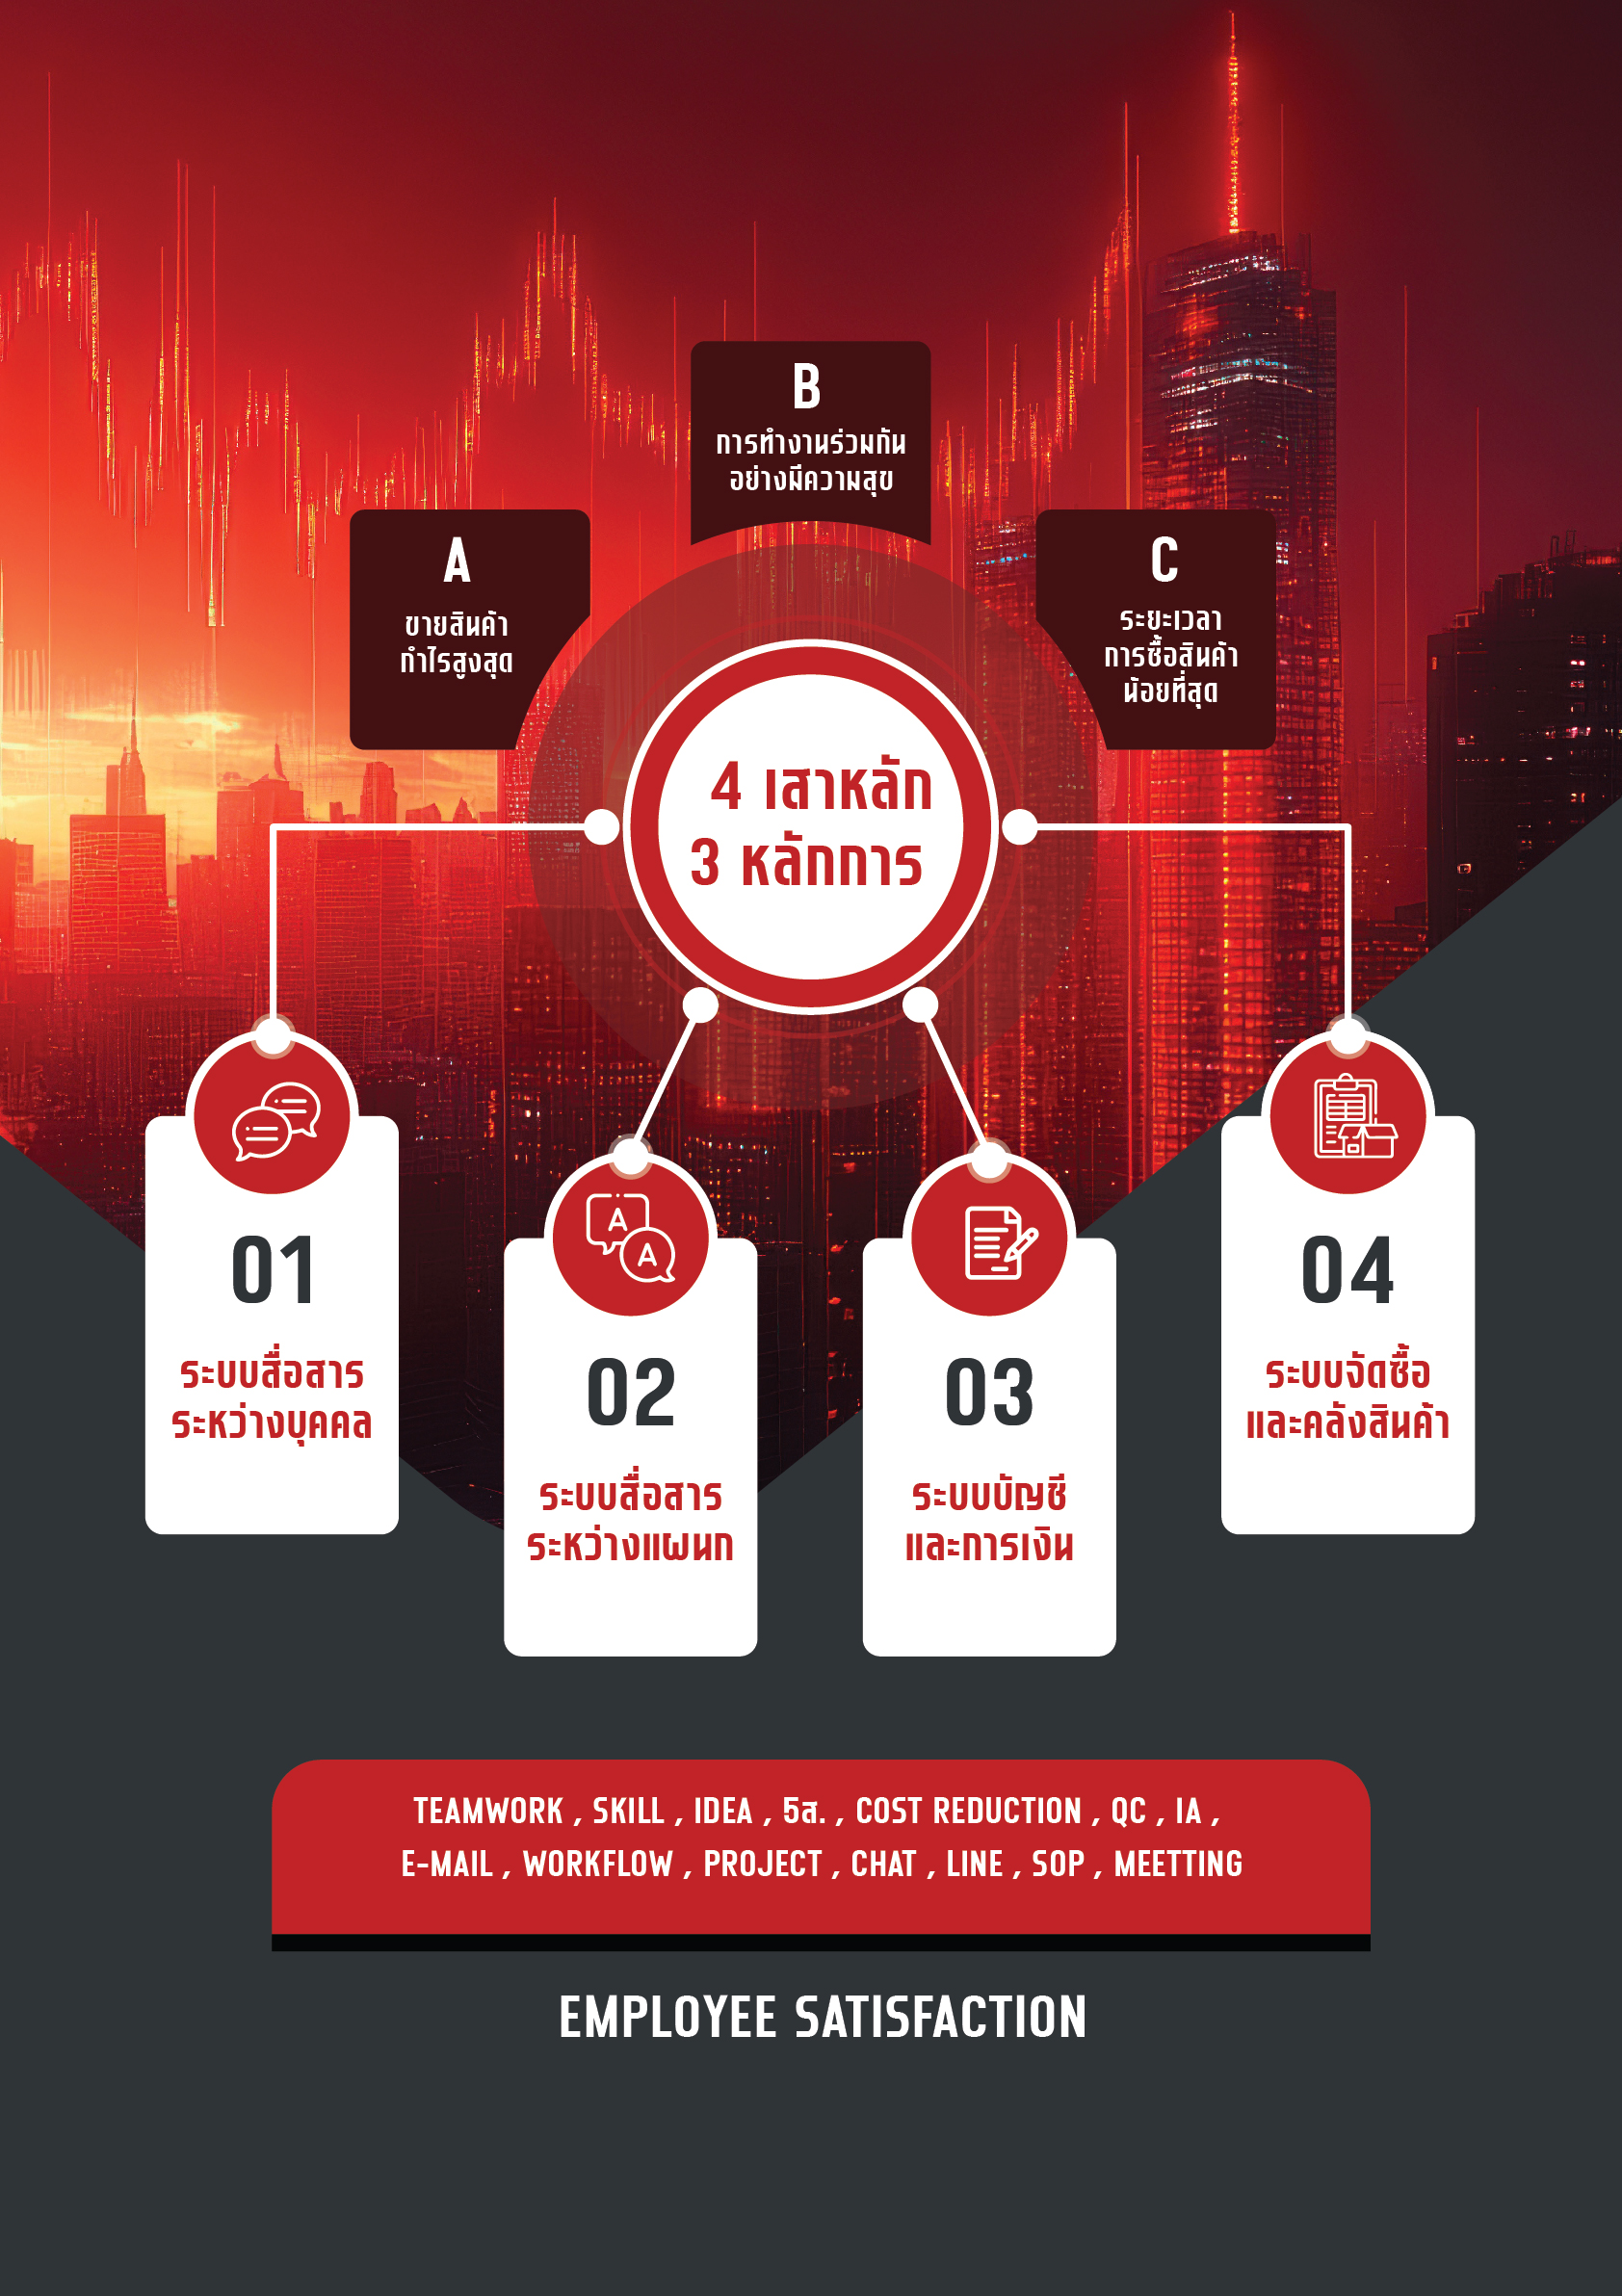 B
การทำงานร่วมกัน
อย่างมีความสุข
A
ขายสินค้า
กำไรสูงสุด
C
ระยะเวลา
การซื้อสินค้า
น้อยที่สุด
4 เสาหลัก
3 หลักการ
01
ระบบสื่อสาร
ระหว่างบุคคล
02
ระบบสื่อสาร
ระหว่างแผนก
03
ระบบบัญชี
และการเงิน
04
ระบบจัดซื้อ
และคลังสินค้า
A
A
TEAMWORK , SKILL , IDEA , 5ส. , COST REDUCTION , QC , IA ,
E-MAIL , WORKFLOW , PROJECT , CHAT , LINE , SOP , MEETTING
EMPLOYEE SATISFACTION